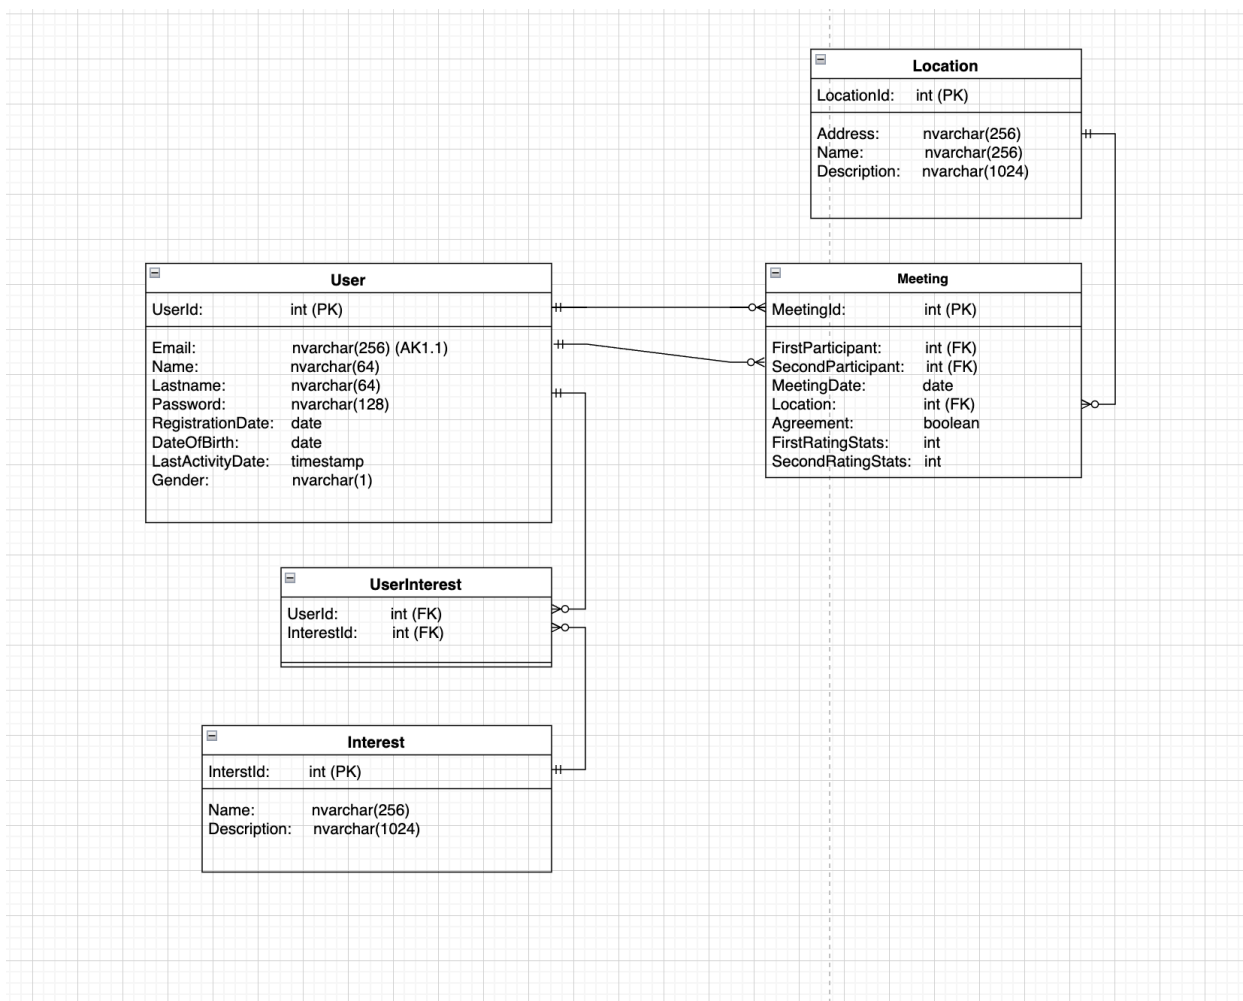 Location
LocationId: int (PK)
Address: nvarchar(256)
Name: nvarchar(256)
Description: nvarchar(1024)
User
UserId: int (PK)
Email: nvarchar(256) (AK1.1)
Name: nvarchar(64)
Lastname: nvarchar(64)
Password: nvarchar(128)
RegistrationDate: date
DateOfBirth: date
LastActivityDate: timestamp
Gender: nvarchar(1)
Meeting
MeetingId: int (PK)
FirstParticipant: int (FK)
SecondParticipant: int (FK)
MeetingDate: date
Location: int (FK)
Agreement: boolean
FirstRatingStats: int
SecondRatingStats: int
UserInterest
UserId: int (FK)
InterestId: int (FK)
Interest
InterstId: int (PK)
Name: nvarchar(256)
Description: nvarchar(1024)